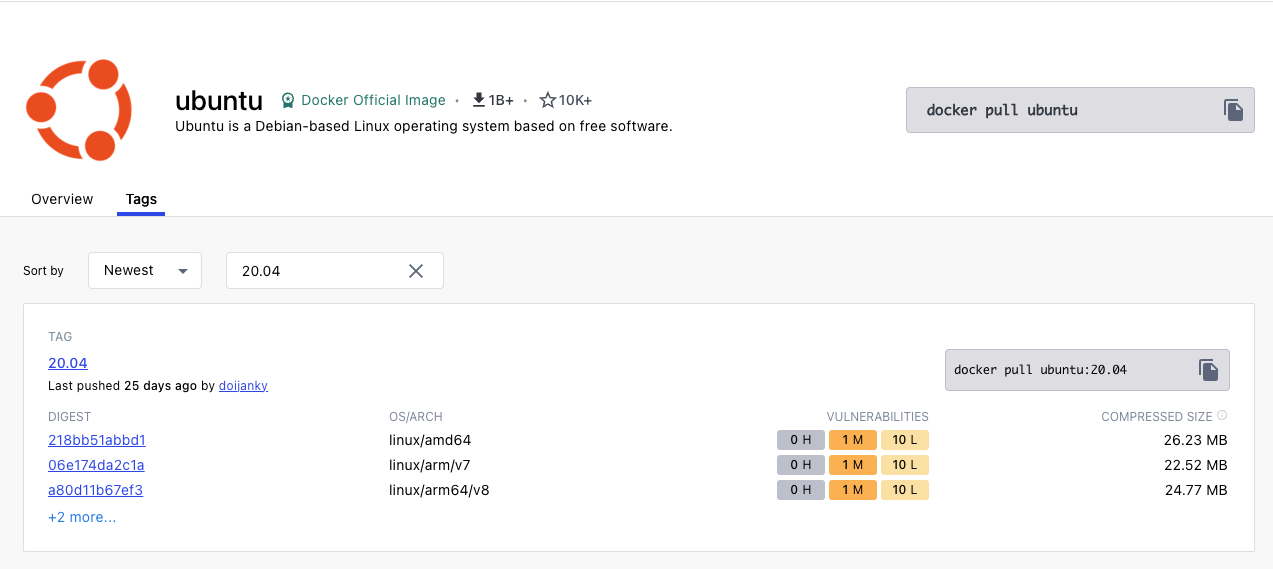 ubuntu Docker Official Image · 1B+ · 10K+
Ubuntu is a Debian-based Linux operating system based on free software.
docker pull ubuntu
Overview Tags
Sort by Newest 20.04
TAG
20.04
Last pushed 25 days ago by doijanky
docker pull ubuntu:20.04
DIGEST OS/ARCH VULNERABILITIES COMPRESSED SIZE
218bb51abbd1 linux/amd64 0 H 1 M 10 L 26.23 MB
06e174da2c1a linux/arm/v7 0 H 1 M 10 L 22.52 MB
a80d11b67ef3 linux/arm64/v8 0 H 1 M 10 L 24.77 MB
+2 more...